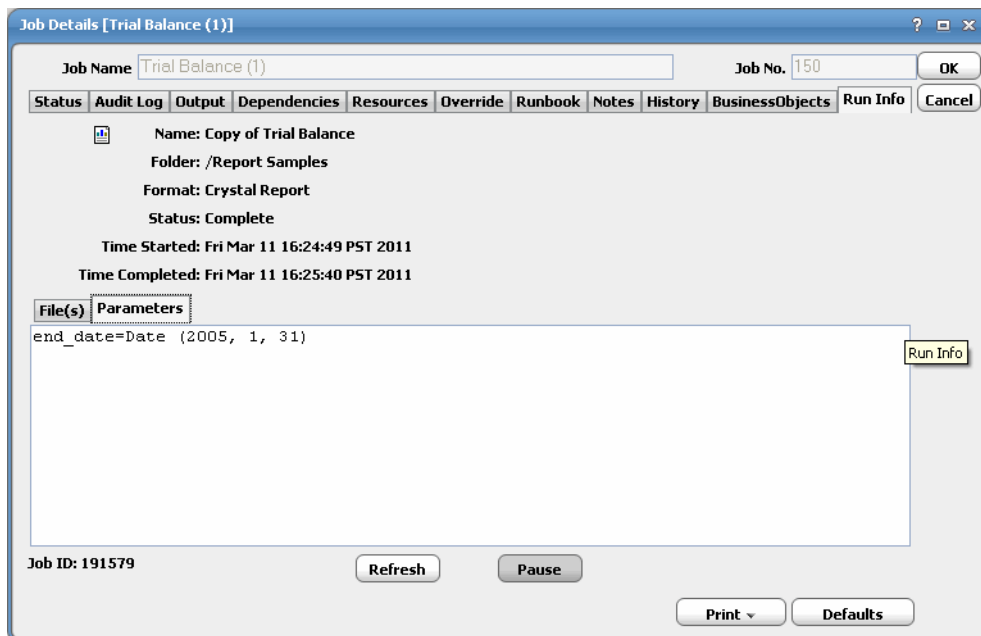 Job Details [Trial Balance (1)] ?
Job Name Trial Balance (1) Job No. 150 OK
Status Audit Log Output Dependencies Resources Override Runbook Notes History BusinessObjects Run Info Cancel
Name: Copy of Trial Balance
Folder: /Report Samples
Format: Crystal Report
Status: Complete
Time Started: Fri Mar 11 16:24:49 PST 2011
Time Completed: Fri Mar 11 16:25:40 PST 2011
File(s) Parameters
end_date=Date (2005, 1, 31)
Run Info
Job ID: 191579 Refresh Pause
Print Defaults